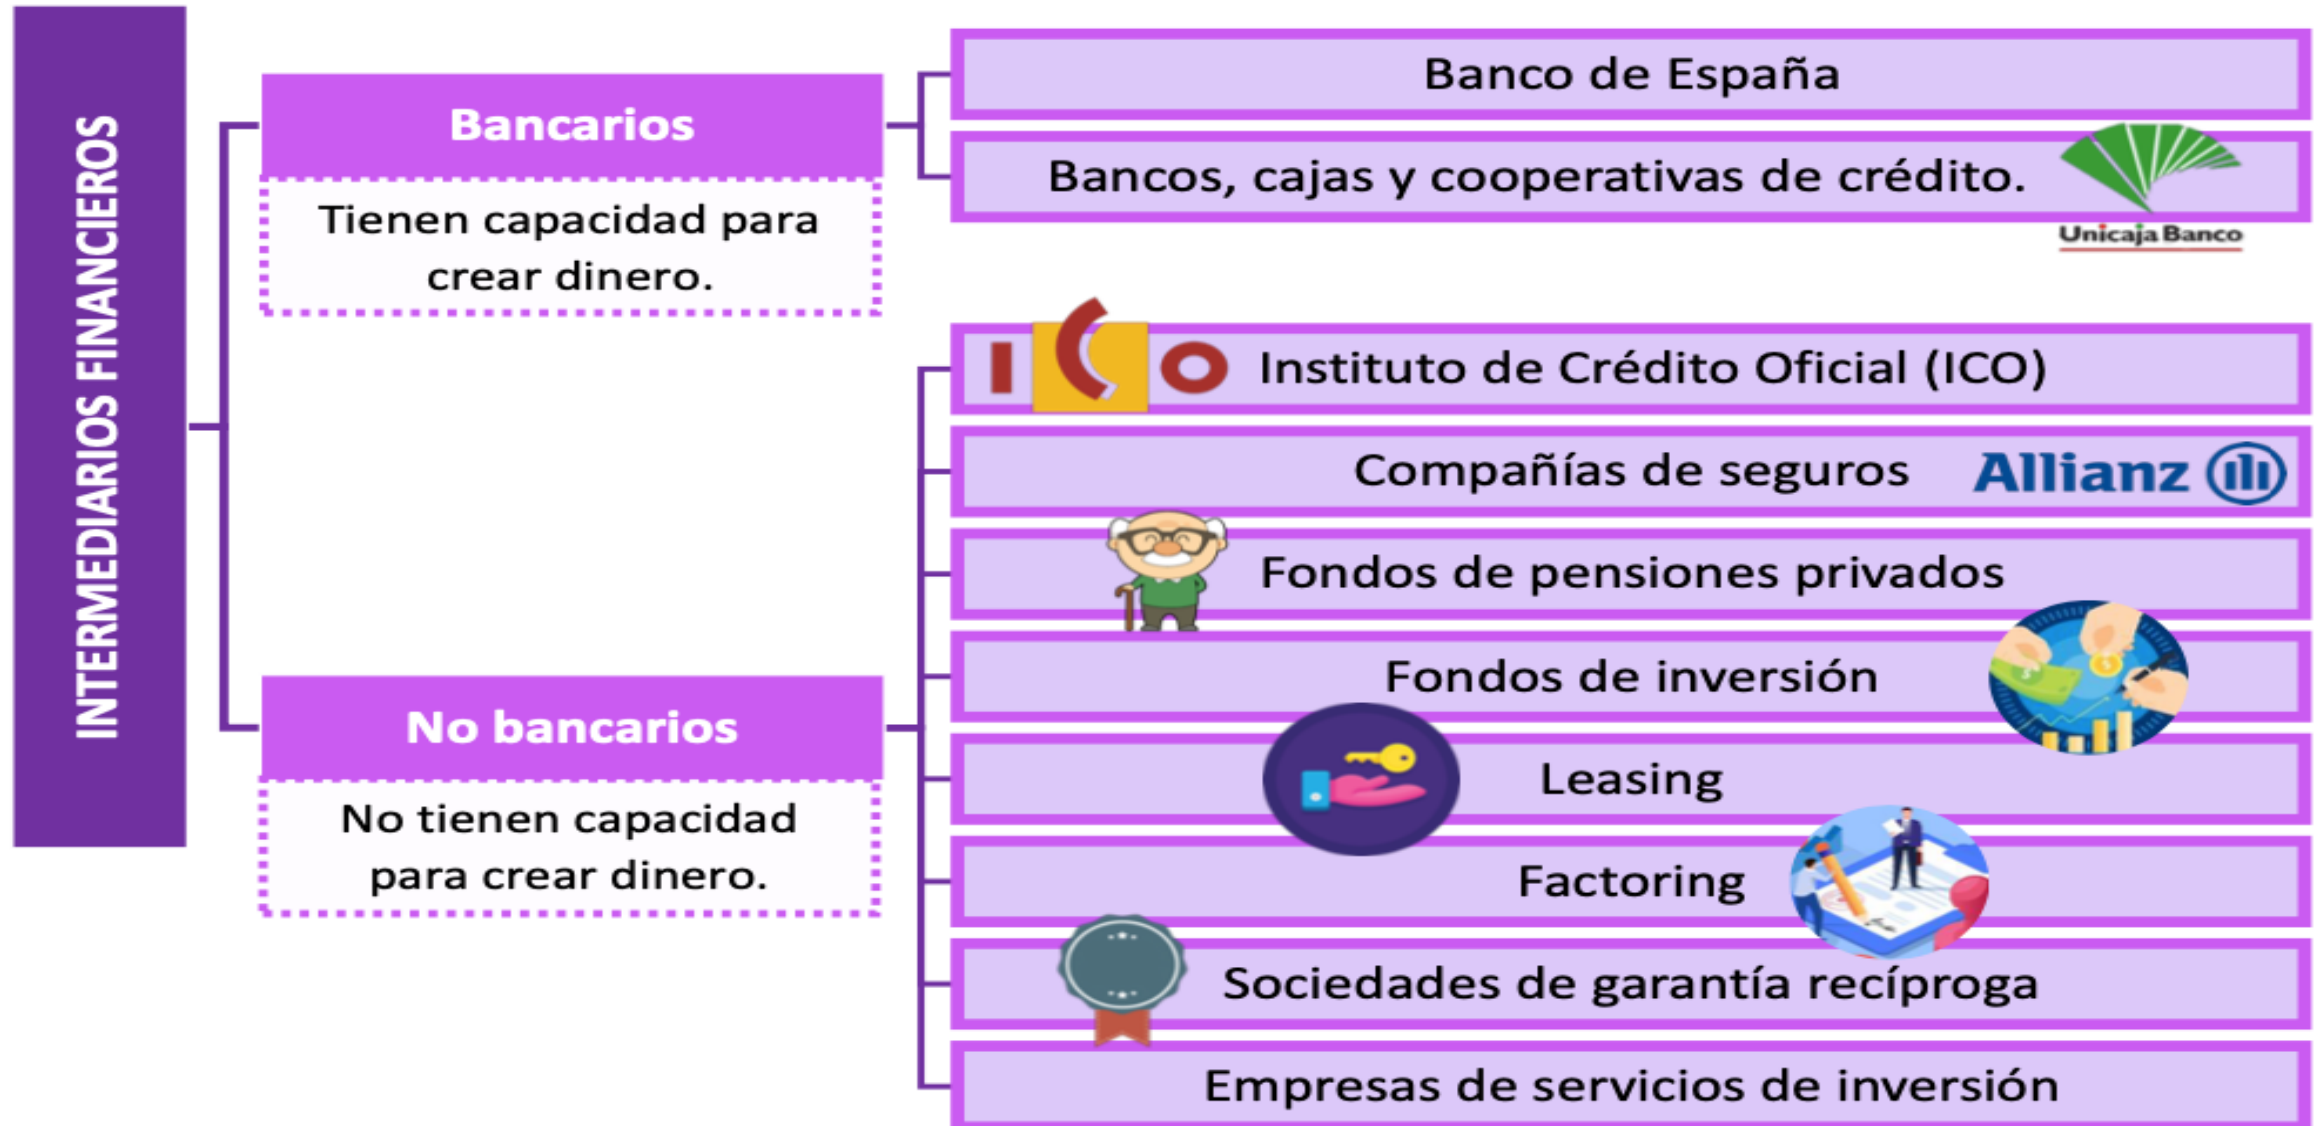 INTERMEDIARIOS FINANCIEROS
Bancarios
Tienen capacidad para
crear dinero.
Banco de España
Bancos, cajas y cooperativas de crédito.
Unicaja Banco
No bancarios
No tienen capacidad
para crear dinero.
ICO
Instituto de Crédito Oficial (ICO)
Compañías de seguros
Allianz
Fondos de pensiones privados
Fondos de inversión
Leasing
Factoring
Sociedades de garantía recíproga
Empresas de servicios de inversión